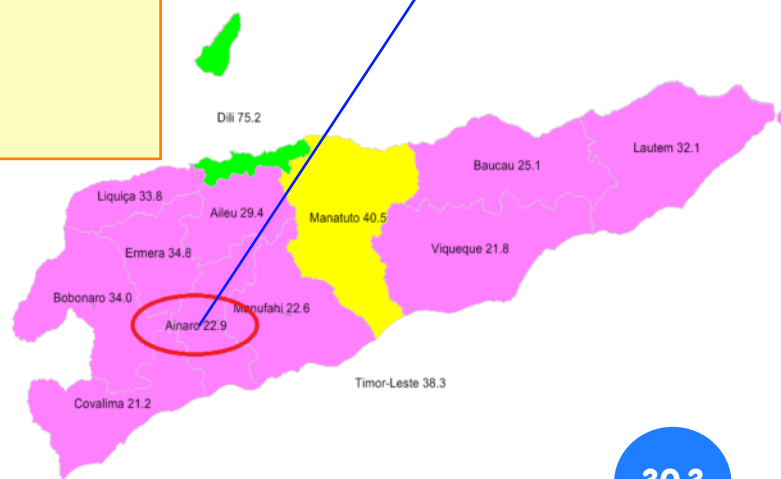 Dili 75.2
Lautem 32.1
Baucau 25.1
Liquiça 33.8
Aileu 29.4
Manatuto 40.5
Viqueque 21.8
Ermera 34.8
Bobonaro 34.0
Manufahi 22.6
Ainaro 22.9
Timor-Leste 38.3
Covalima 21.2